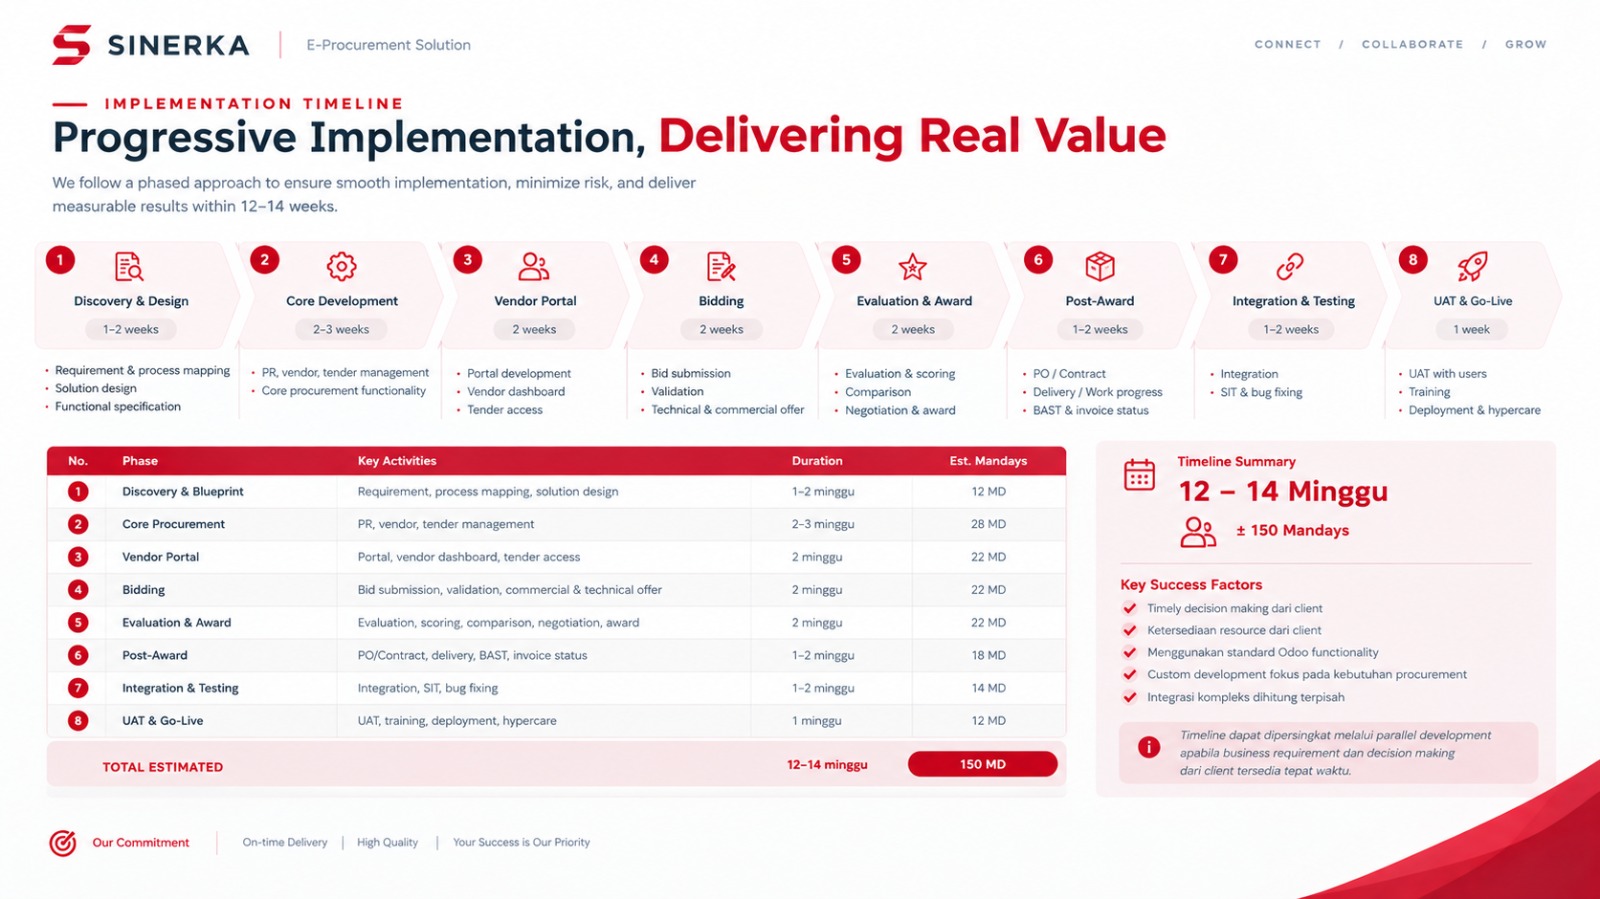 SINERKA
E-Procurement Solution
CONNECT / COLLABORATE / GROW
IMPLEMENTATION TIMELINE
Progressive Implementation, Delivering Real Value
We follow a phased approach to ensure smooth implementation, minimize risk, and deliver
measurable results within 12–14 weeks.
1
Discovery & Design
1–2 weeks
• Requirement & process mapping
• Solution design
• Functional specification
2
Core Development
2–3 weeks
• PR, vendor, tender management
• Core procurement functionality
3
Vendor Portal
2 weeks
• Portal development
• Vendor dashboard
• Tender access
4
Bidding
2 weeks
• Bid submission
• Validation
• Technical & commercial offer
5
Evaluation & Award
2 weeks
• Evaluation & scoring
• Comparison
• Negotiation & award
6
Post-Award
1–2 weeks
• PO / Contract
• Delivery / Work progress
• BAST & invoice status
7
Integration & Testing
1–2 weeks
• Integration
• SIT & bug fixing
8
UAT & Go-Live
1 week
• UAT with users
• Training
• Deployment & hypercare
No. Phase Key Activities Duration Est. Mandays
1 Discovery & Blueprint Requirement, process mapping, solution design 1–2 minggu 12 MD
2 Core Procurement PR, vendor, tender management 2–3 minggu 28 MD
3 Vendor Portal Portal, vendor dashboard, tender access 2 minggu 22 MD
4 Bidding Bid submission, validation, commercial & technical offer 2 minggu 22 MD
5 Evaluation & Award Evaluation, scoring, comparison, negotiation, award 2 minggu 22 MD
6 Post-Award PO/Contract, delivery, BAST, invoice status 1–2 minggu 18 MD
7 Integration & Testing Integration, SIT, bug fixing 1–2 minggu 14 MD
8 UAT & Go-Live UAT, training, deployment, hypercare 1 minggu 12 MD
TOTAL ESTIMATED 12–14 minggu 150 MD
Timeline Summary
12 – 14 Minggu
± 150 Mandays
Key Success Factors
Timely decision making dari client
Ketersediaan resource dari client
Menggunakan standard Odoo functionality
Custom development fokus pada kebutuhan procurement
Integrasi kompleks dihitung terpisah
Timeline dapat dipersingkat melalui parallel development
apabila business requirement dan decision making
dari client tersedia tepat waktu.
Our Commitment
On-time Delivery | High Quality | Your Success is Our Priority